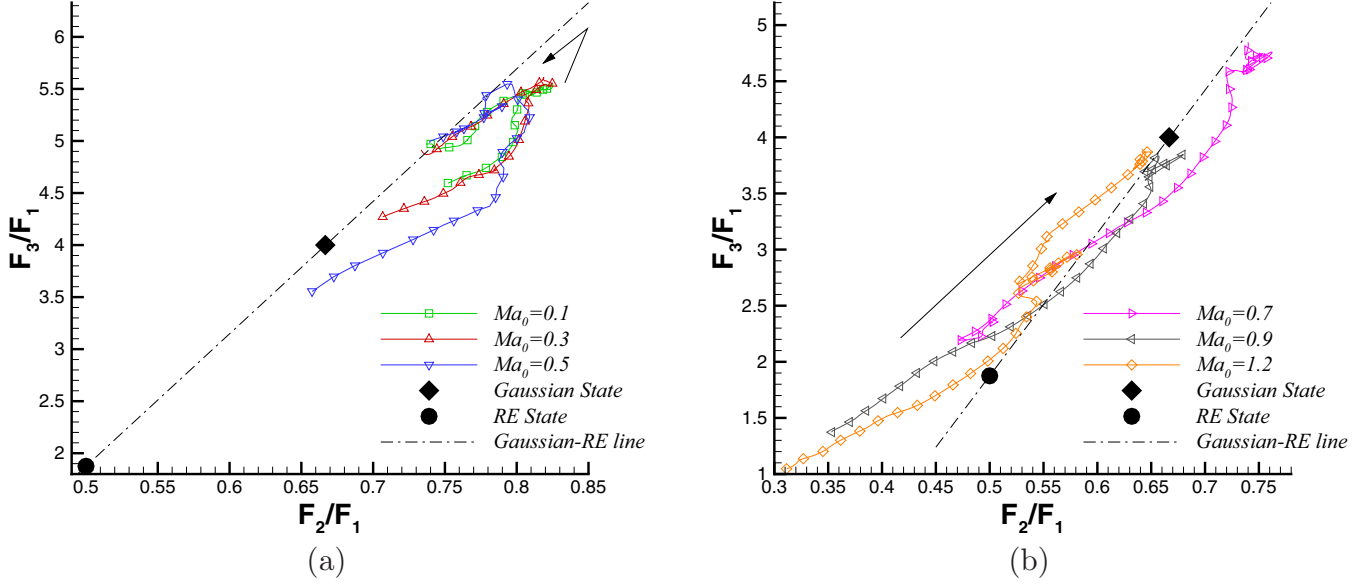 F3/F1
6
5.5
5
4.5
4
3.5
3
2.5
2
0.5 0.55 0.6 0.65 0.7 0.75 0.8 0.85
F2/F1
Ma0=0.1
Ma0=0.3
Ma0=0.5
Gaussian State
RE State
Gaussian-RE line
(a)
F3/F1
5
4.5
4
3.5
3
2.5
2
1.5
1
0.3 0.35 0.4 0.45 0.5 0.55 0.6 0.65 0.7 0.75
F2/F1
Ma0=0.7
Ma0=0.9
Ma0=1.2
Gaussian State
RE State
Gaussian-RE line
(b)